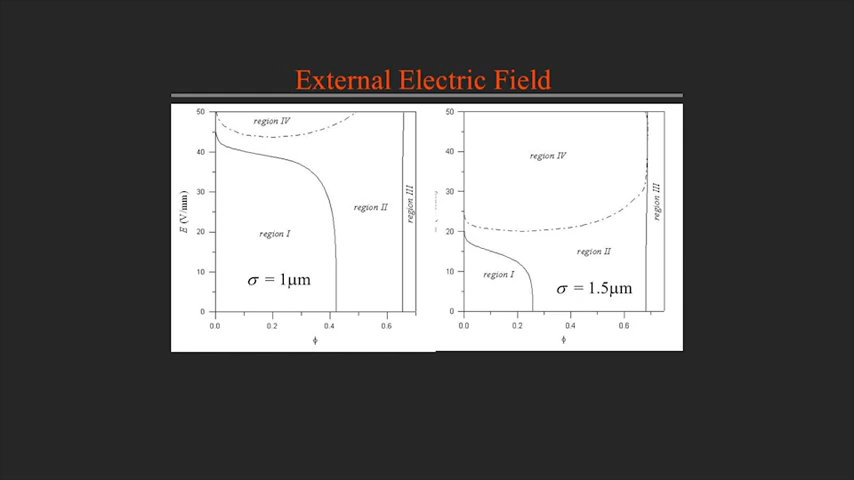 External Electric Field
50
40
30
20
10
0
E (V/mm)
region IV
region I
region II
region III
σ = 1μm
0.0
0.2
0.4
0.6
ϕ
50
40
30
20
10
0
region IV
region III
region II
region I
σ = 1.5μm
0.0
0.2
0.4
0.6
ϕ